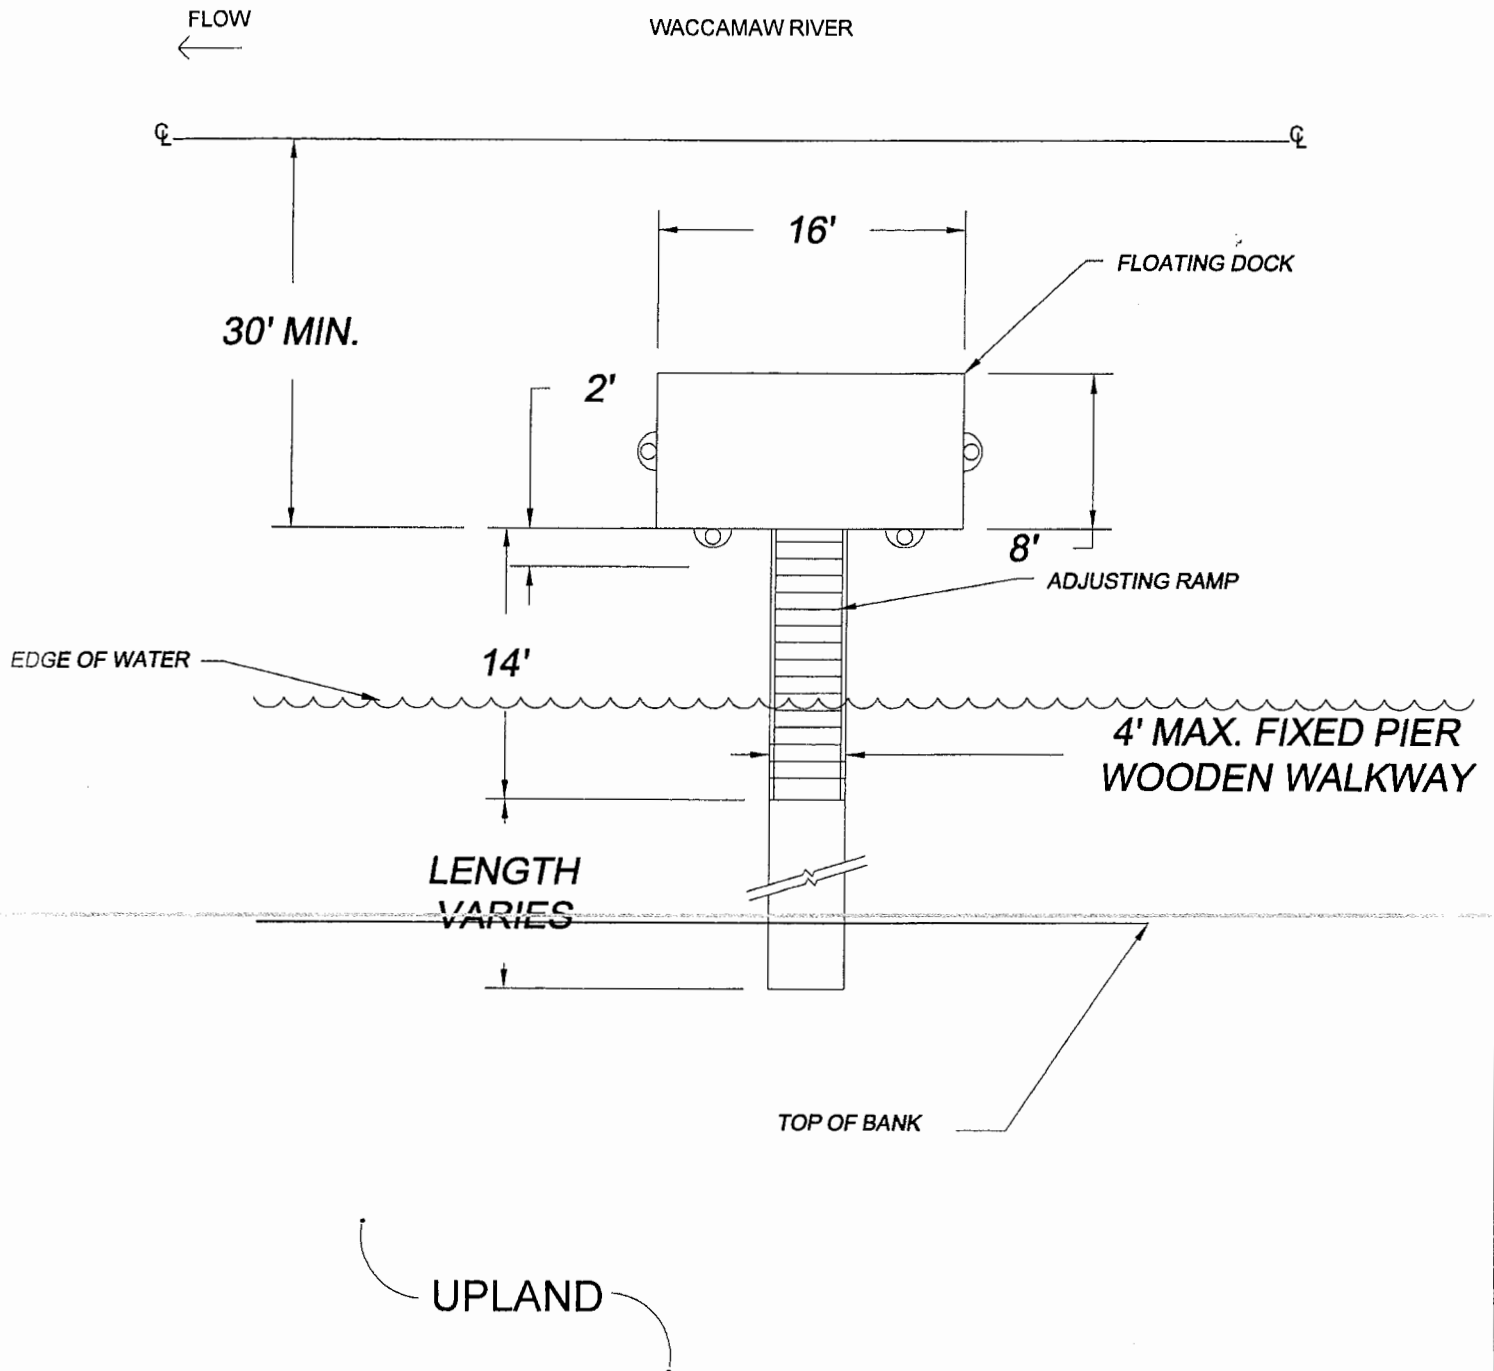 FLOW
WACCAMAW RIVER
℄
℄
16'
FLOATING DOCK
30' MIN.
2'
8'
ADJUSTING RAMP
EDGE OF WATER
14'
4' MAX. FIXED PIER
WOODEN WALKWAY
LENGTH
VARIES
TOP OF BANK
UPLAND